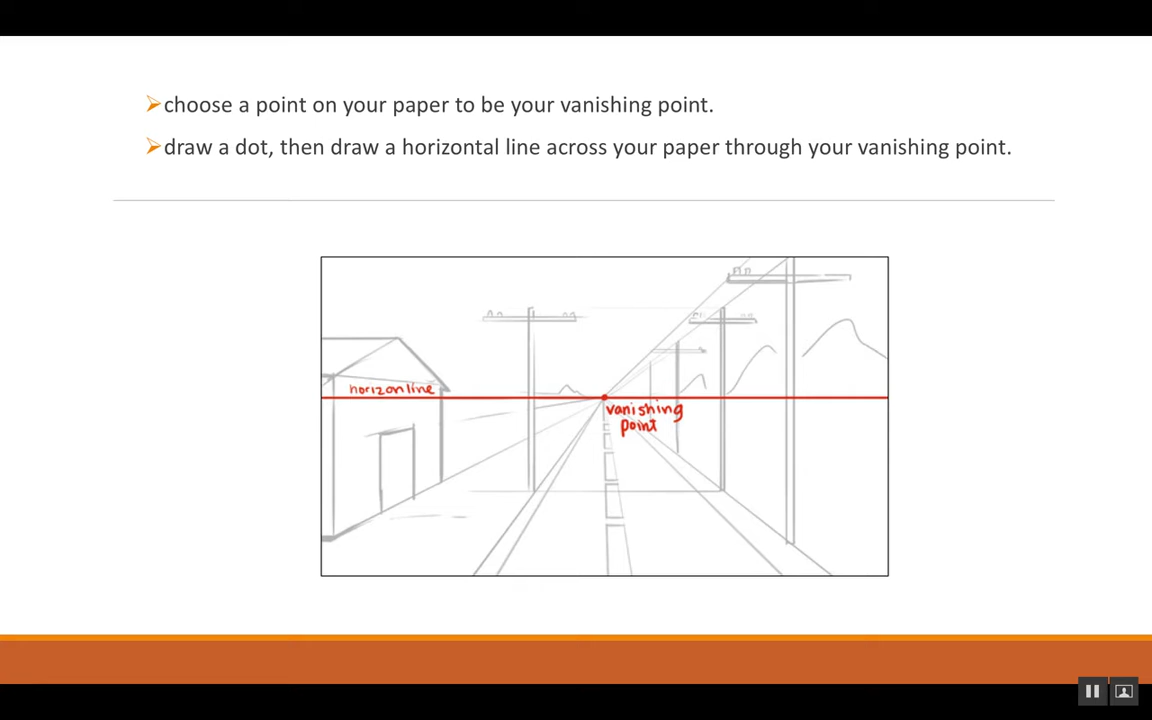 choose a point on your paper to be your vanishing point.
draw a dot, then draw a horizontal line across your paper through your vanishing point.
horizon line
vanishing
point